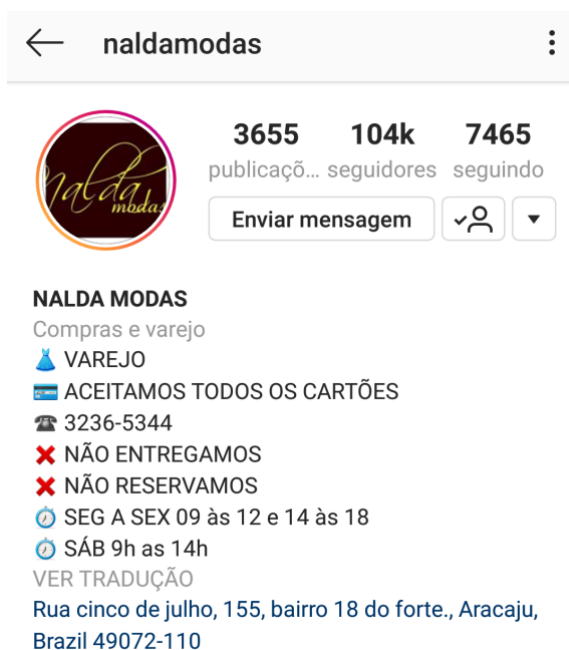 naldamodas
Nalda
modas
3655 104k 7465
publicaçõ... seguidores seguindo
Enviar mensagem
NALDA MODAS
Compras e varejo
VAREJO
ACEITAMOS TODOS OS CARTÕES
3236-5344
NÃO ENTREGAMOS
NÃO RESERVAMOS
SEG A SEX 09 às 12 e 14 às 18
SÁB 9h as 14h
VER TRADUÇÃO
Rua cinco de julho, 155, bairro 18 do forte., Aracaju,
Brazil 49072-110